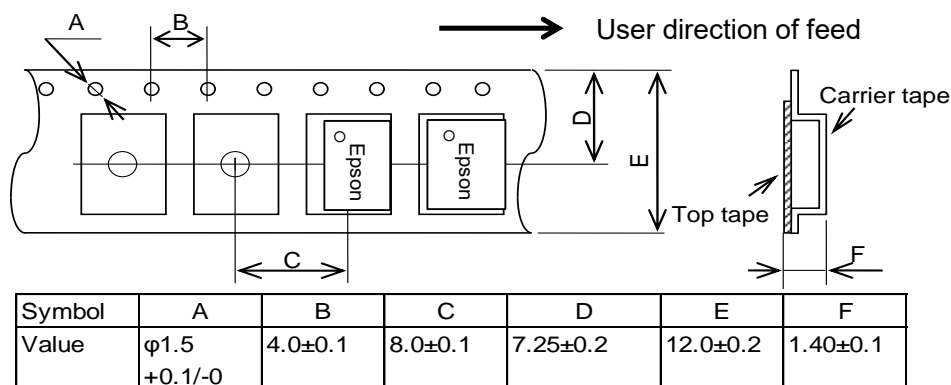 A
B
User direction of feed
D
E
Carrier tape
Epson
Epson
Top tape
C
F
Symbol A B C D E F
Value φ1.5 4.0±0.1 8.0±0.1 7.25±0.2 12.0±0.2 1.40±0.1
+0.1/-0